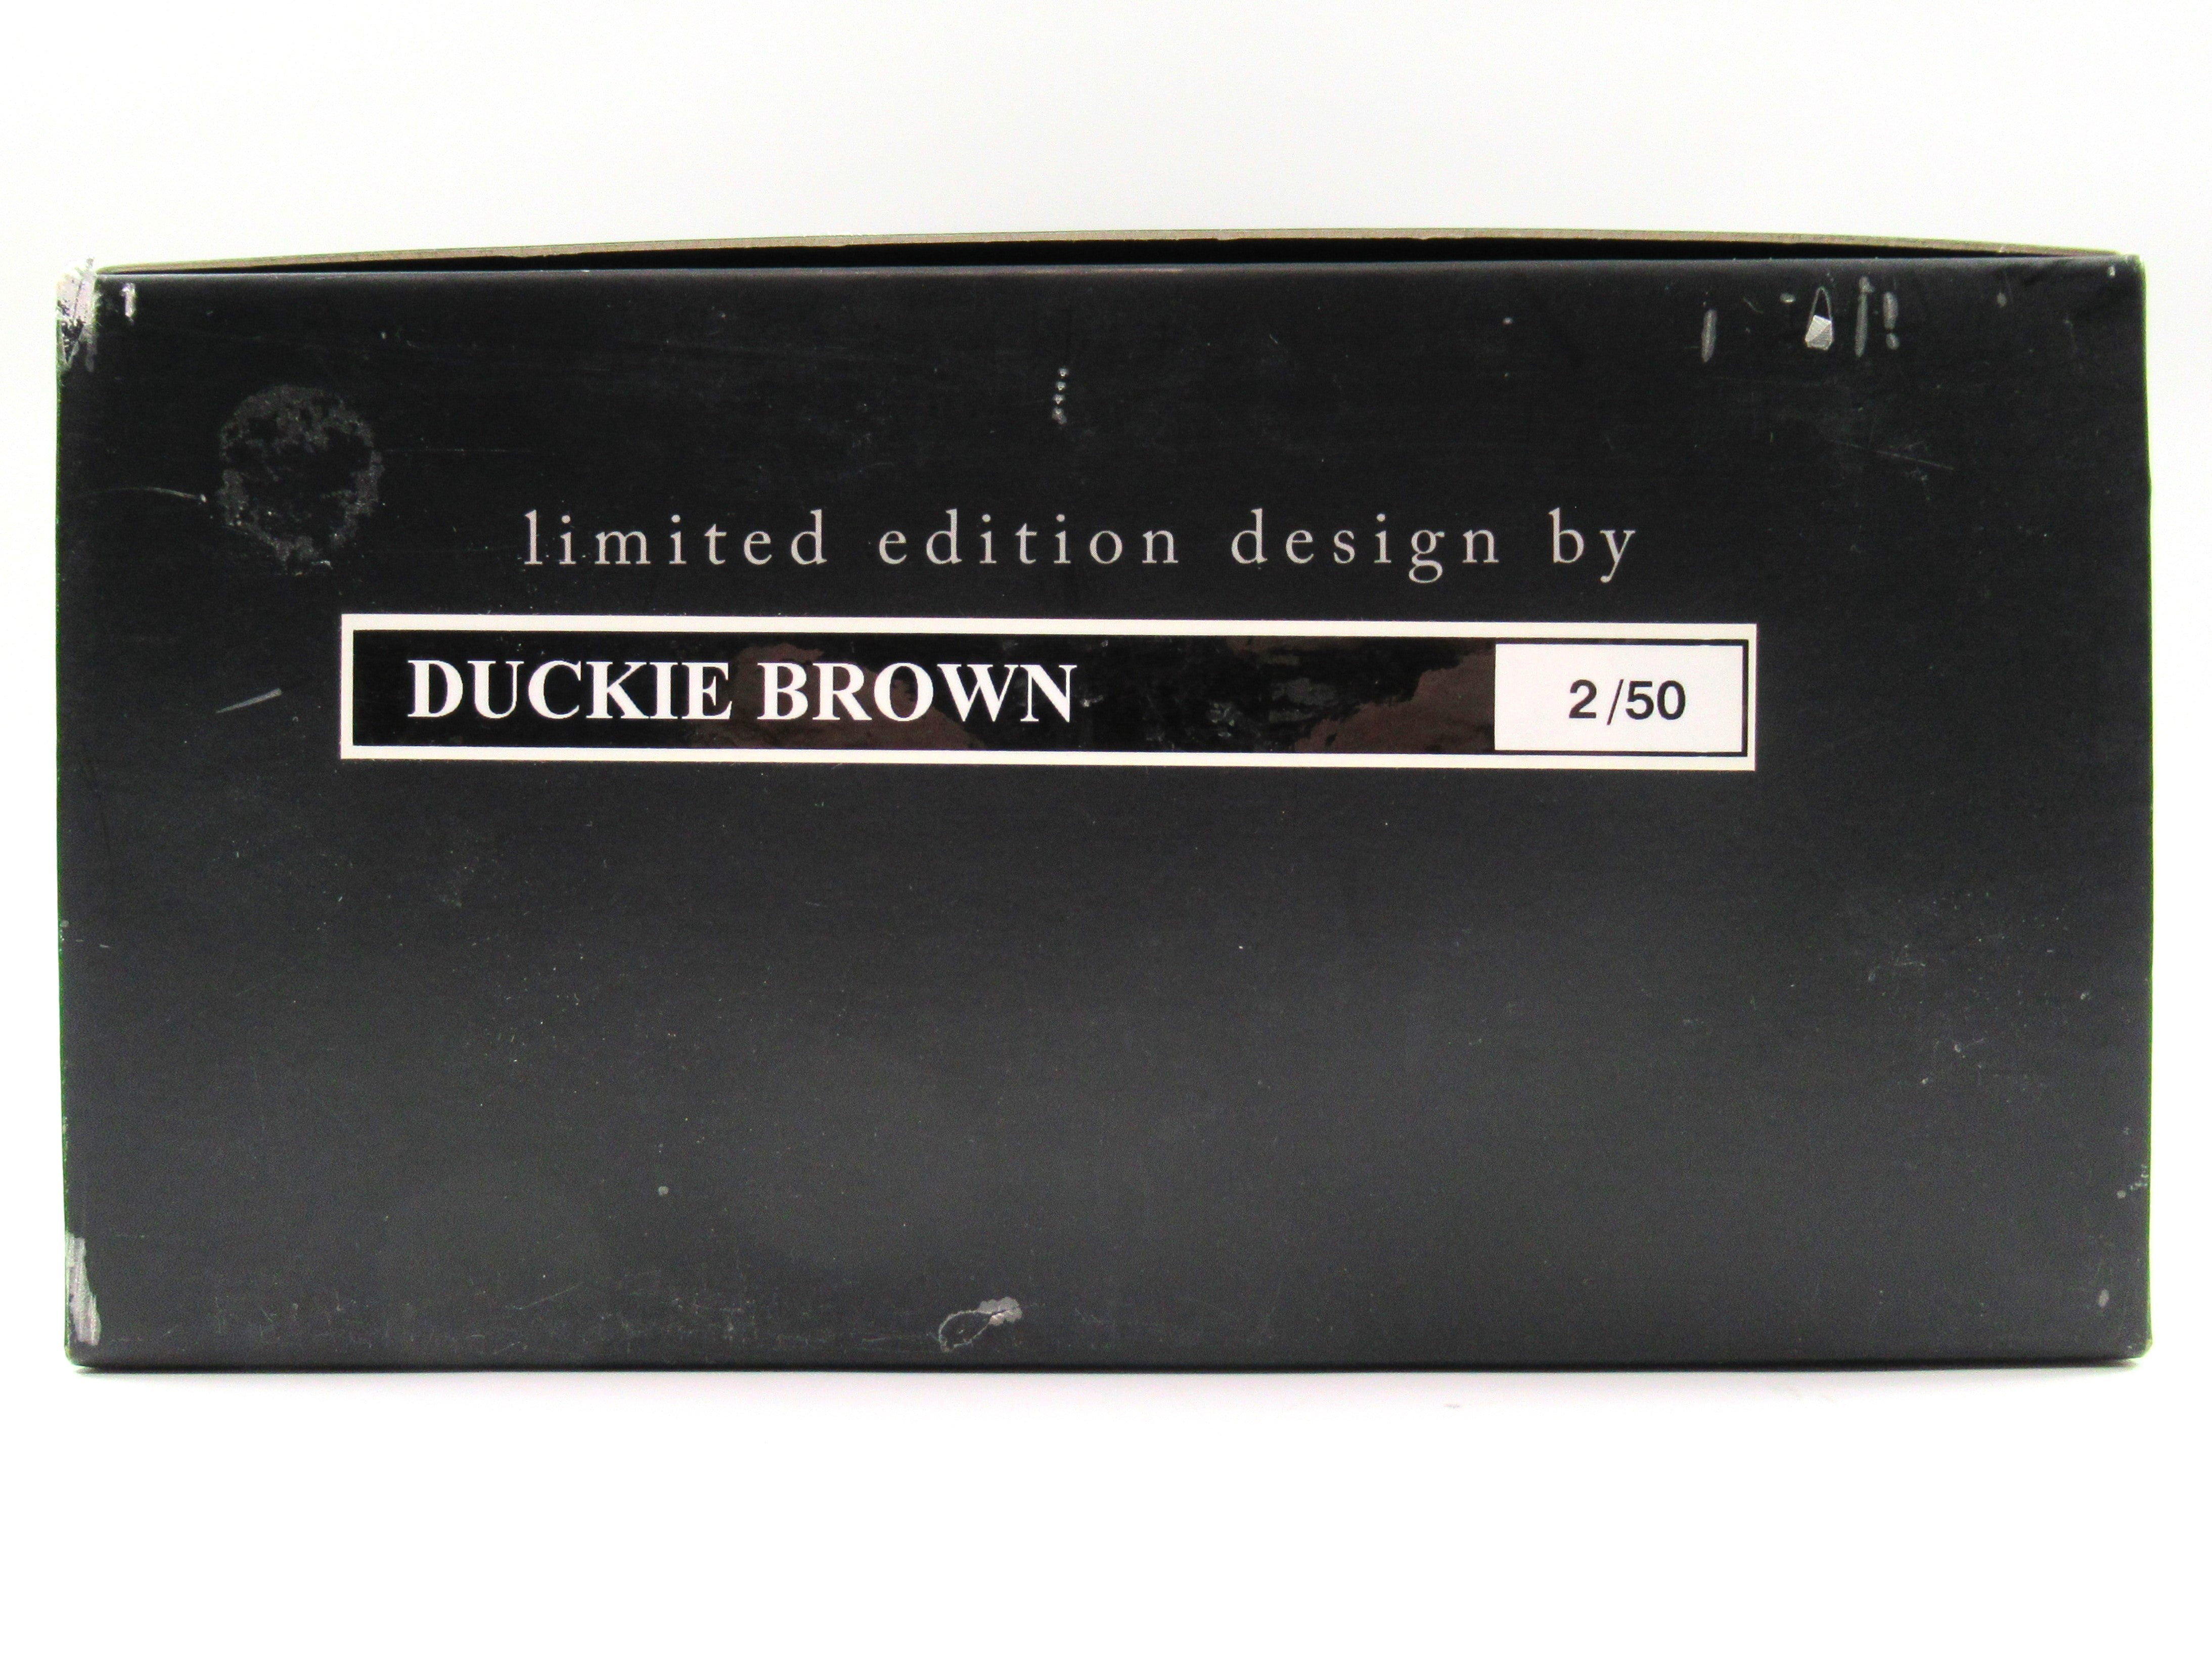 limited edition design by
DUCKIE BROWN 2/50